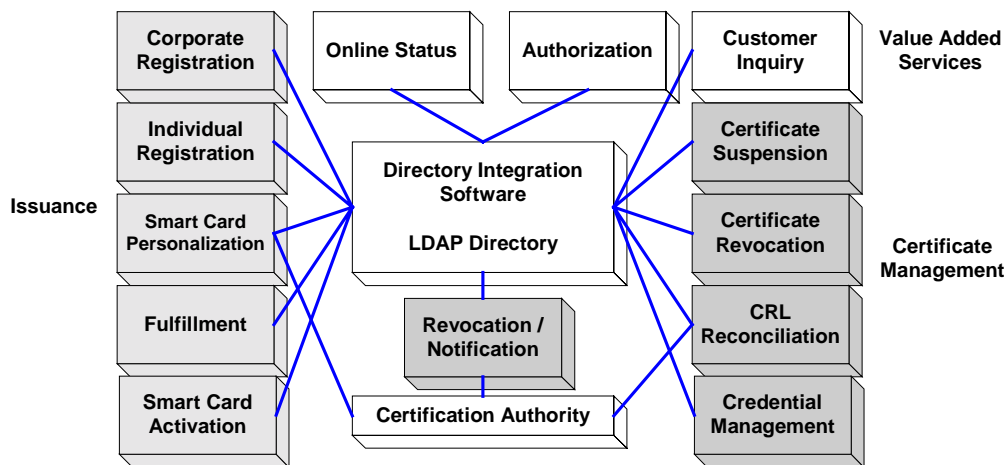 Corporate
Registration
Online Status
Authorization
Customer
Inquiry
Value Added
Services
Individual
Registration
Certificate
Suspension
Issuance
Smart Card
Personalization
Directory Integration
Software
LDAP Directory
Certificate
Revocation
Certificate
Management
Fulfillment
Revocation /
Notification
CRL
Reconciliation
Smart Card
Activation
Certification Authority
Credential
Management